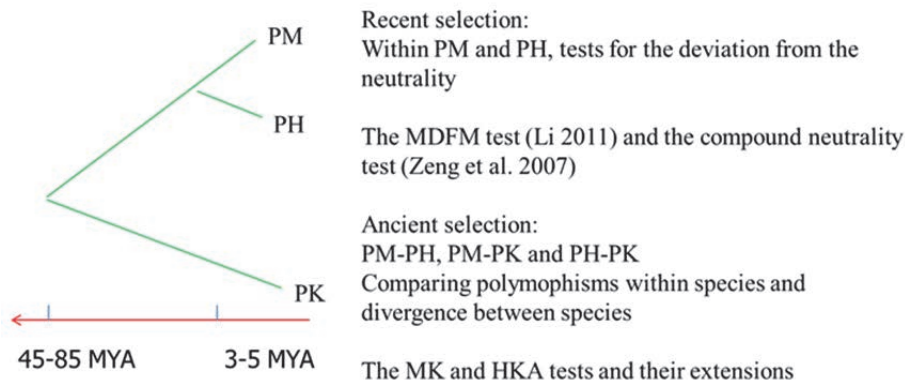 PM
PH
PK
45-85 MYA
3-5 MYA
Recent selection:
Within PM and PH, tests for the deviation from the
neutrality
The MDFM test (Li 2011) and the compound neutrality
test (Zeng et al. 2007)
Ancient selection:
PM-PH, PM-PK and PH-PK
Comparing polymophisms within species and
divergence between species
The MK and HKA tests and their extensions